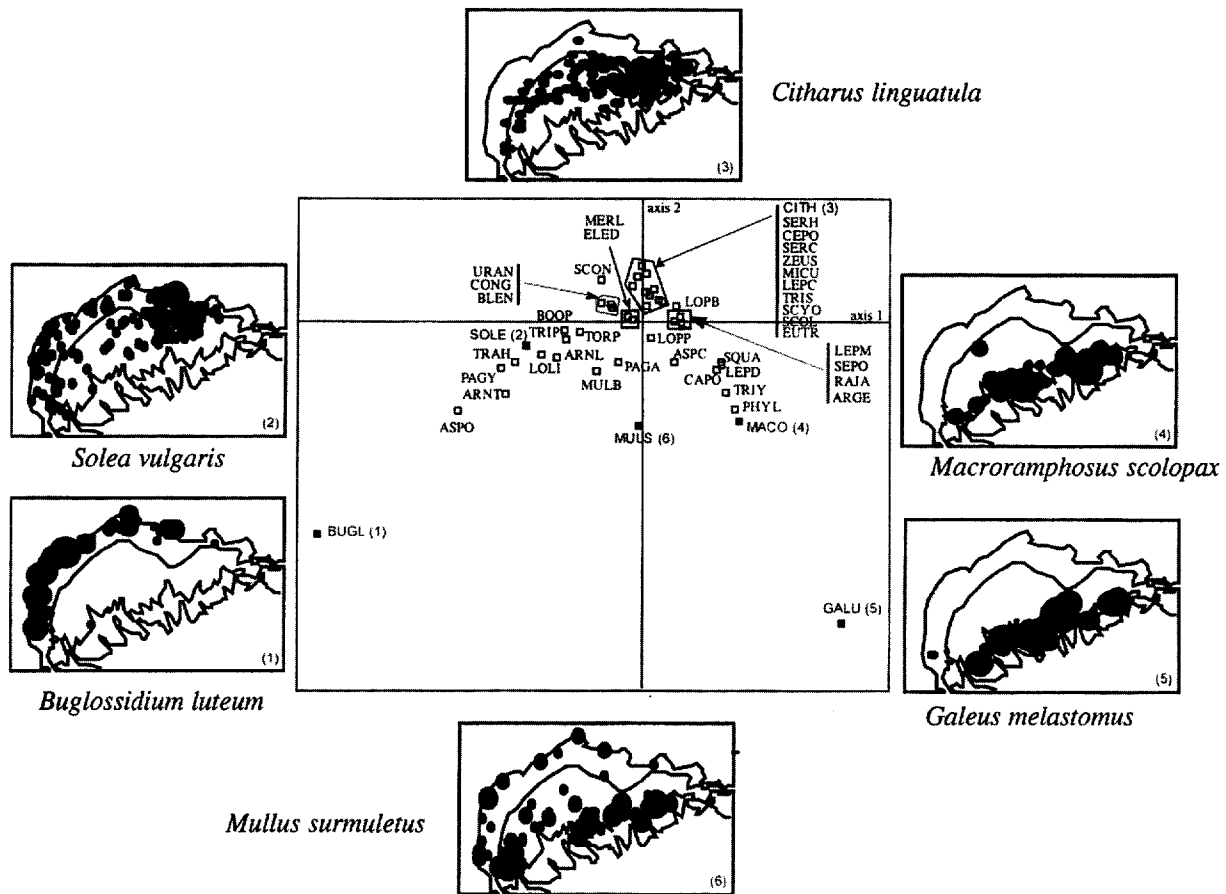 Citharus linguatula
(3)
axis 2
MERL
ELED
CITH (3)
SERH
CEPO
SERC
ZEUS
MICU
LEPC
TRIS
SCYO
SCOL
EUTR
URAN
CONG
BLEN
SCON
LOPB
axis 1
BOOP
SOLE (2)
TRIP
TORP
LOPP
TRAH
ARNL
ASPC
SQUA
LEPM
SEPO
RAJA
ARGE
PAGY
LOLI
PAGA
LEPD
CAPO
ARNT
MULB
TRIY
PHYL
ASPO
MULS (6)
MACO (4)
(2)
Solea vulgaris
(4)
Macroramphosus scolopax
BUGL (1)
GALU (5)
(1)
Buglossidium luteum
(5)
Galeus melastomus
Mullus surmuletus
(6)